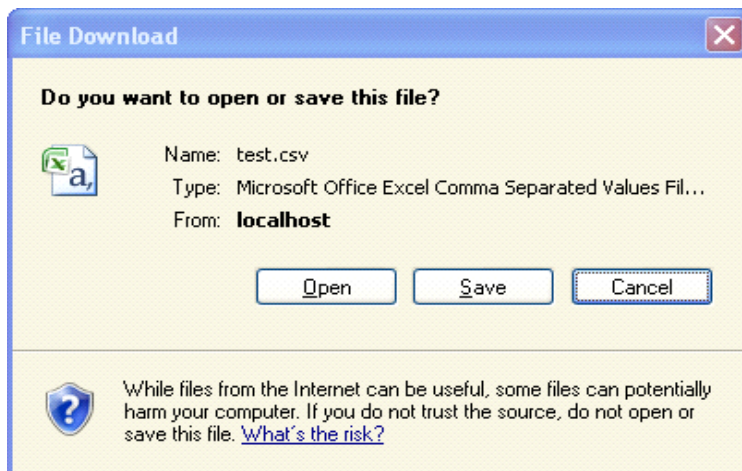 File Download
Do you want to open or save this file?
Name: test.csv
Type: Microsoft Office Excel Comma Separated Values Fil...
From: localhost
Open Save Cancel
While files from the Internet can be useful, some files can potentially
harm your computer. If you do not trust the source, do not open or
save this file. What's the risk?